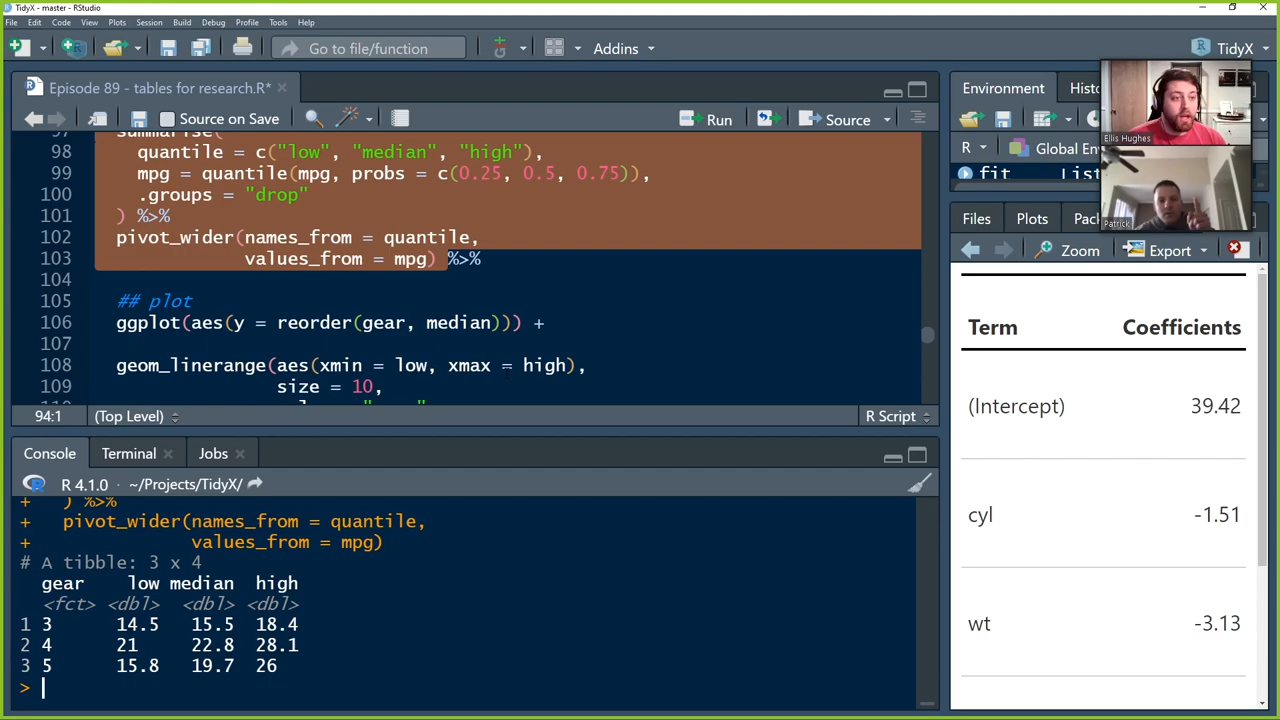 TidyX - master - RStudio
File Edit Code View Plots Session Build Debug Profile Tools Help
Go to file/function
Addins
TidyX
Episode 89 - tables for research.R*
Source on Save
Run
Source
97 summarise(
98 quantile = c("low", "median", "high"),
99 mpg = quantile(mpg, probs = c(0.25, 0.5, 0.75)),
100 .groups = "drop"
101 ) %>%
102 pivot_wider(names_from = quantile,
103 values_from = mpg) %>%
104
105 ## plot
106 ggplot(aes(y = reorder(gear, median))) +
107
108 geom_linerange(aes(xmin = low, xmax = high),
109 size = 10,
94:1 (Top Level) R Script
Console Terminal Jobs
R 4.1.0 · ~/Projects/TidyX/
+ ) %>%
+ pivot_wider(names_from = quantile,
+ values_from = mpg)
# A tibble: 3 x 4
gear low median high
<fct> <dbl> <dbl> <dbl>
1 3 14.5 15.5 18.4
2 4 21 22.8 28.1
3 5 15.8 19.7 26
>
Environment Histo
R Global En
fit List
Ellis Hughes
Patrick
Files Plots Pac
Zoom Export
Term Coefficients
(Intercept) 39.42
cyl -1.51
wt -3.13